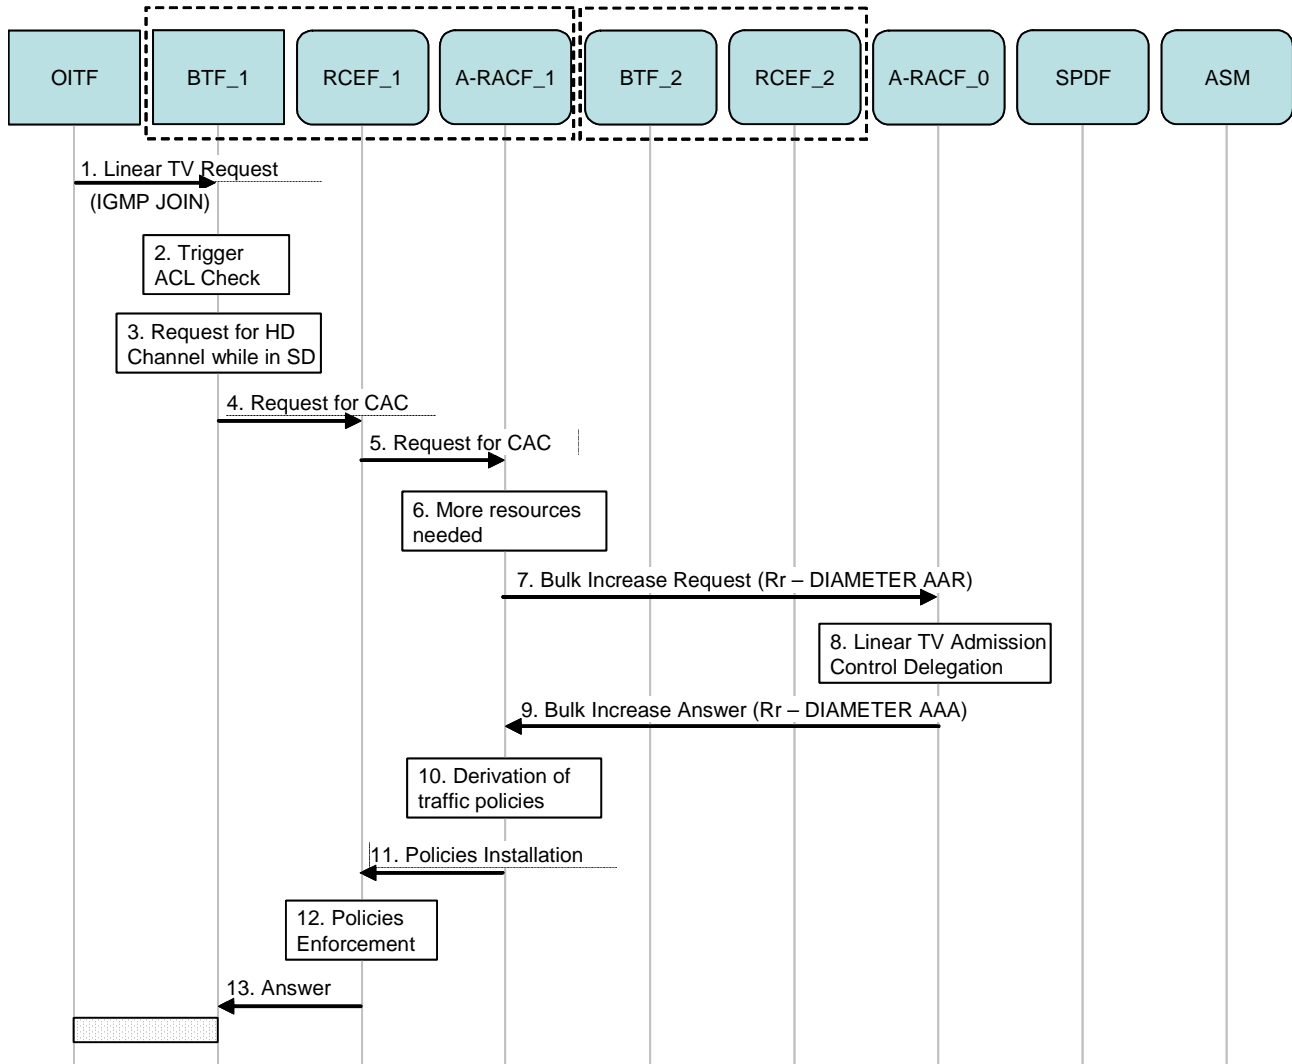 OITF
BTF_1
RCEF_1
A-RACF_1
BTF_2
RCEF_2
A-RACF_0
SPDF
ASM
1. Linear TV Request
(IGMP JOIN)
2. Trigger
ACL Check
3. Request for HD
Channel while in SD
4. Request for CAC
5. Request for CAC
6. More resources
needed
7. Bulk Increase Request (Rr – DIAMETER AAR)
8. Linear TV Admission
Control Delegation
9. Bulk Increase Answer (Rr – DIAMETER AAA)
10. Derivation of
traffic policies
11. Policies Installation
12. Policies
Enforcement
13. Answer